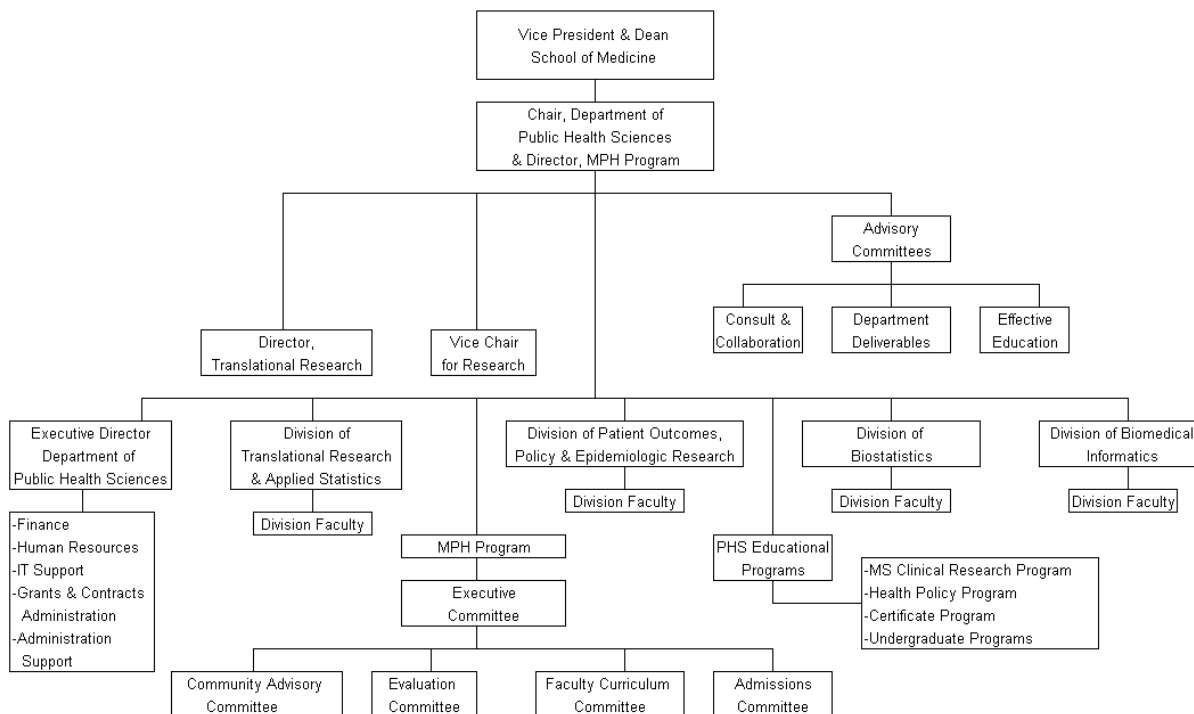 Vice President & Dean
School of Medicine
Chair, Department of
Public Health Sciences
& Director, MPH Program
Advisory
Committees
Consult &
Collaboration
Department
Deliverables
Effective
Education
Director,
Translational Research
Vice Chair
for Research
Executive Director
Department of
Public Health Sciences
Division of
Translational Research
& Applied Statistics
Division of Patient Outcomes,
Policy & Epidemiologic Research
Division of
Biostatistics
Division of Biomedical
Informatics
Division Faculty
Division Faculty
Division Faculty
Division Faculty
-Finance
-Human Resources
-IT Support
-Grants & Contracts
Administration
-Administration
Support
MPH Program
Executive
Committee
PHS Educational
Programs
-MS Clinical Research Program
-Health Policy Program
-Certificate Program
-Undergraduate Programs
Community Advisory
Committee
Evaluation
Committee
Faculty Curriculum
Committee
Admissions
Committee